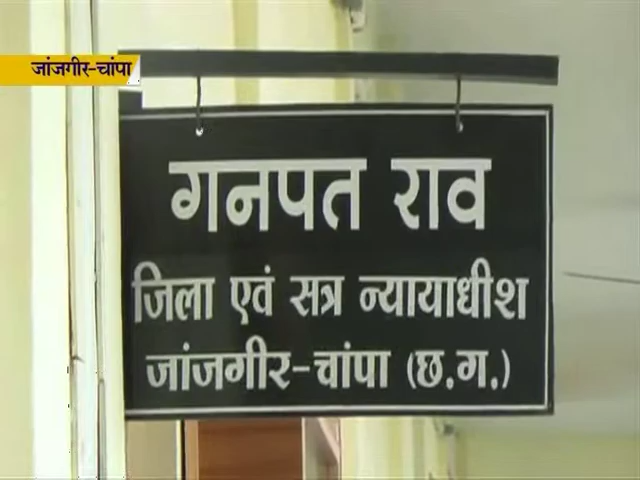 जांजगीर-चांपा
गनपत राव
जिला एवं सत्र न्यायाधीश
जांजगीर-चांपा (छ.ग.)